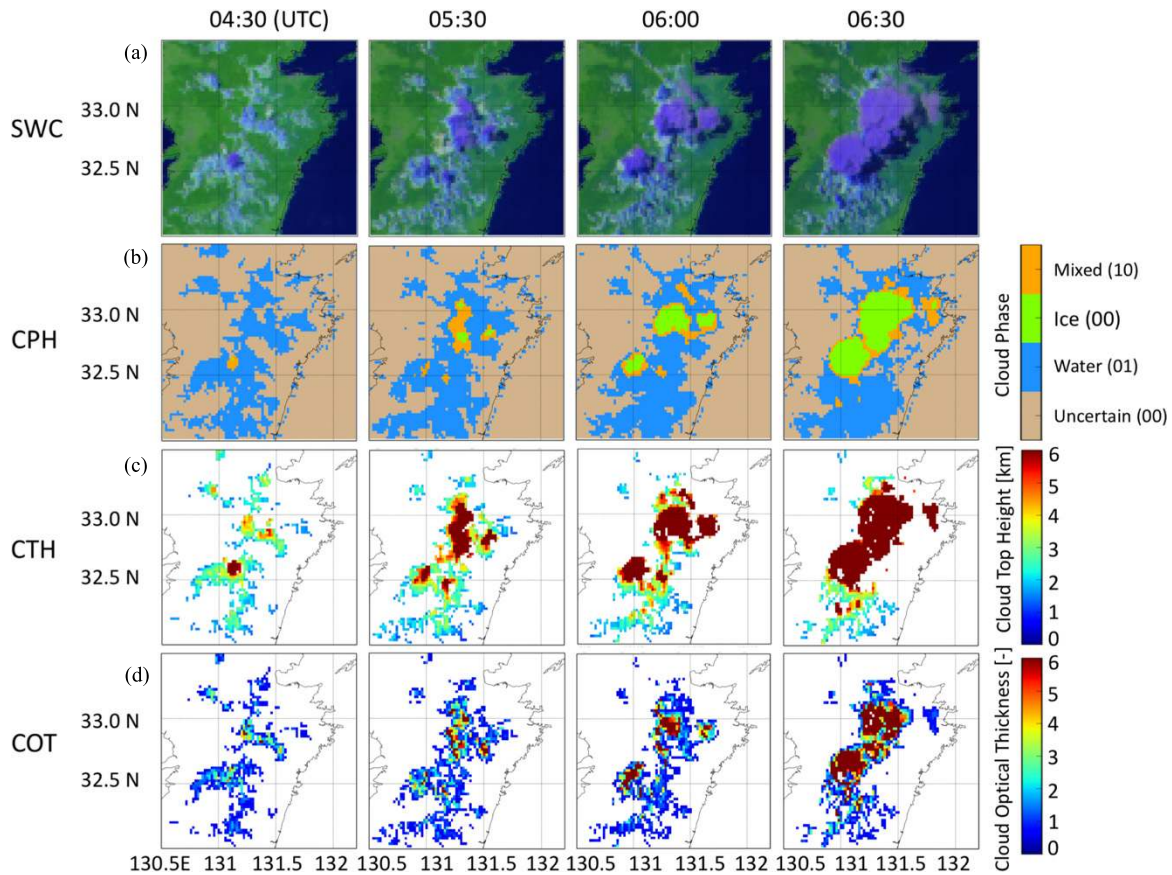 04:30 (UTC) 05:30 06:00 06:30
(a)
SWC
33.0 N
32.5 N
(b)
CPH
33.0 N
32.5 N
Cloud Phase
Mixed (10)
Ice (00)
Water (01)
Uncertain (00)
(c)
CTH
33.0 N
32.5 N
Cloud Top Height [km]
6
5
4
3
2
1
0
(d)
COT
33.0 N
32.5 N
Cloud Optical Thickness [-]
6
5
4
3
2
1
0
130.5E 131 131.5 132 130.5 131 131.5 132 130.5 131 131.5 132 130.5 131 131.5 132